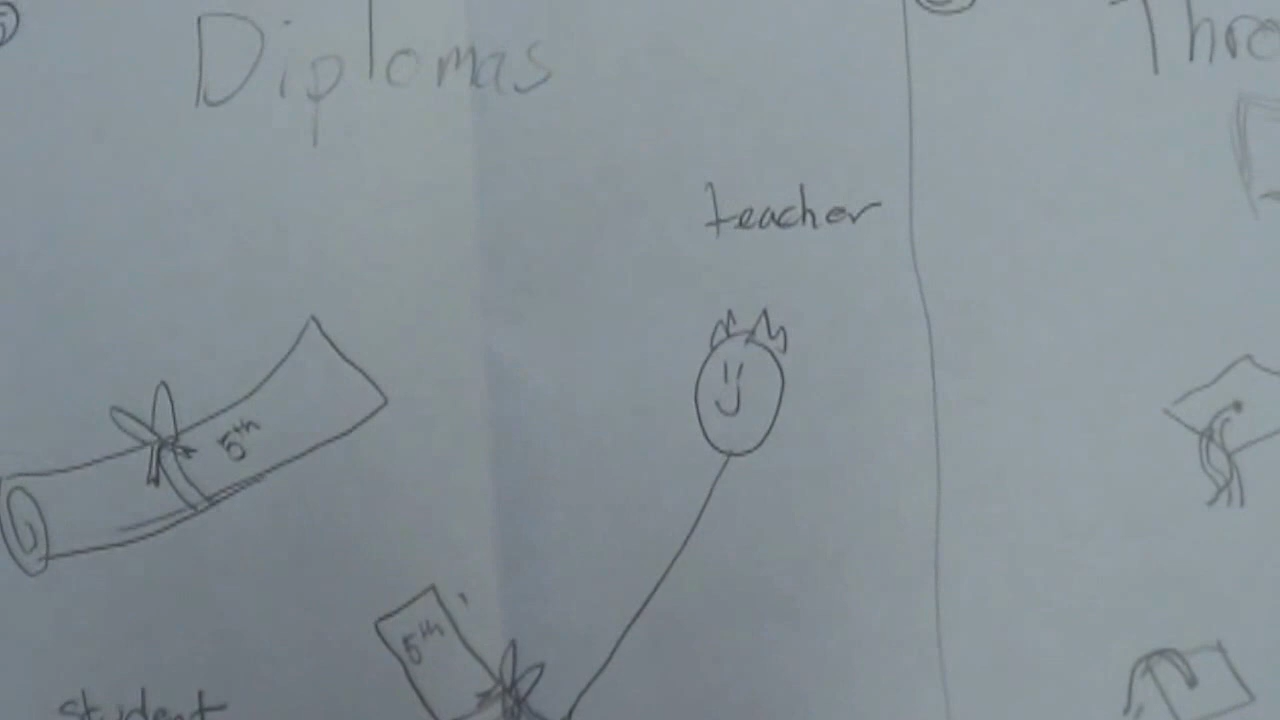 Diplomas
teacher
5th
5th
student